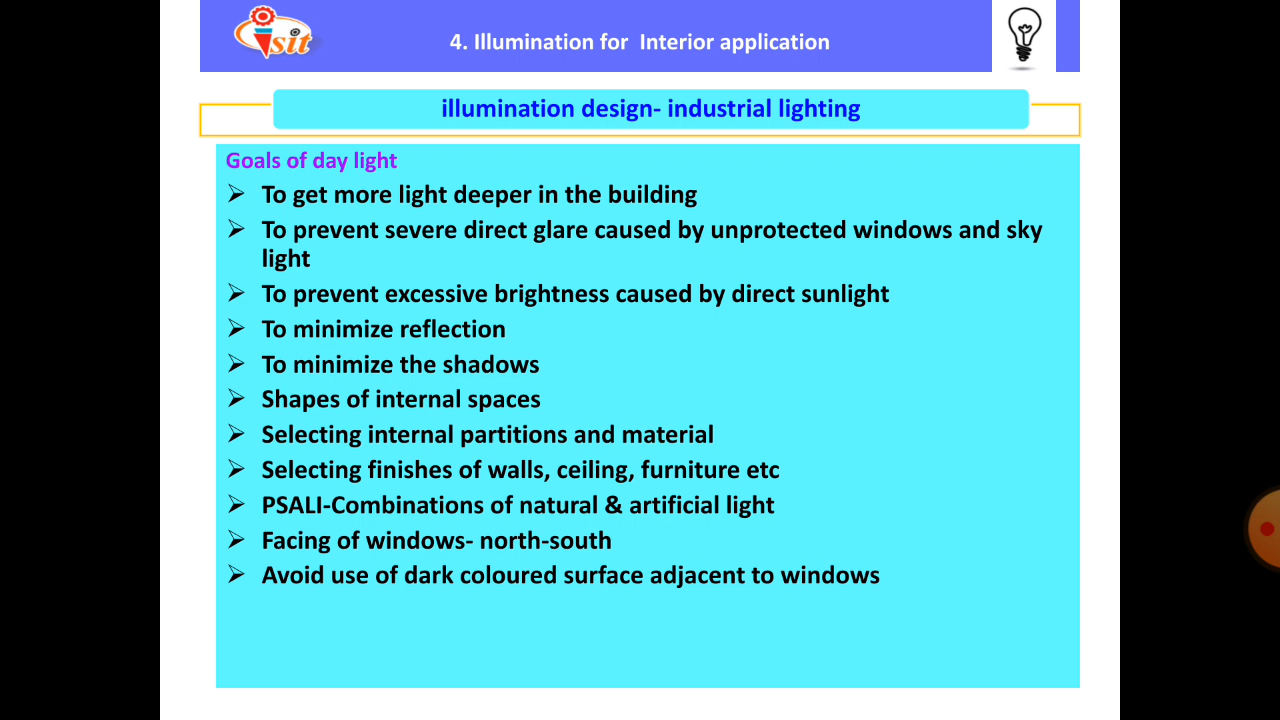 isit
4. Illumination for Interior application
illumination design- industrial lighting
Goals of day light
To get more light deeper in the building
To prevent severe direct glare caused by unprotected windows and sky
light
To prevent excessive brightness caused by direct sunlight
To minimize reflection
To minimize the shadows
Shapes of internal spaces
Selecting internal partitions and material
Selecting finishes of walls, ceiling, furniture etc
PSALI-Combinations of natural & artificial light
Facing of windows- north-south
Avoid use of dark coloured surface adjacent to windows